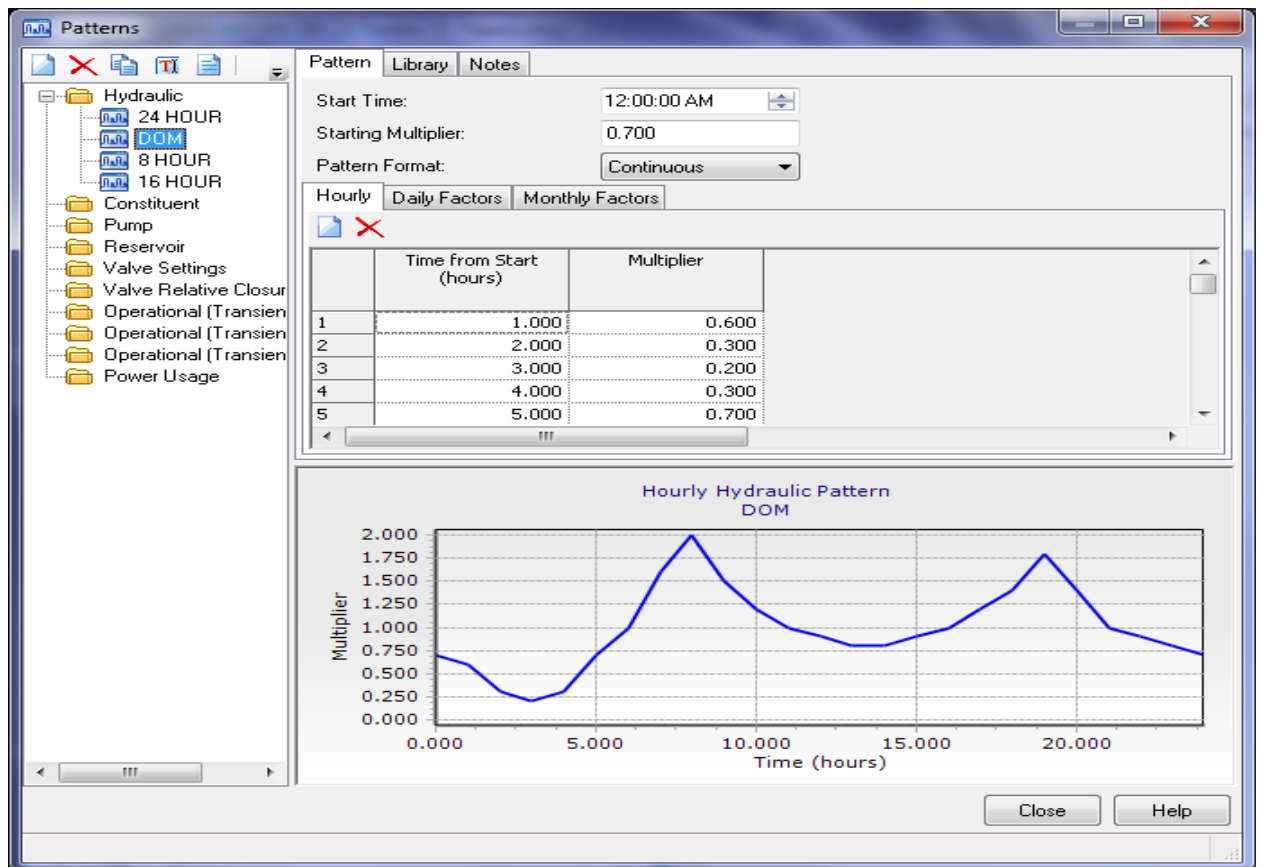 Patterns
Hydraulic
24 HOUR
DOM
8 HOUR
16 HOUR
Constituent
Pump
Reservoir
Valve Settings
Valve Relative Closur
Operational (Transien
Operational (Transien
Operational (Transien
Power Usage
Pattern Library Notes
Start Time: 12:00:00 AM
Starting Multiplier: 0.700
Pattern Format: Continuous
Hourly Daily Factors Monthly Factors
Time from Start Multiplier
(hours)
1 1.000 0.600
2 2.000 0.300
3 3.000 0.200
4 4.000 0.300
5 5.000 0.700
Hourly Hydraulic Pattern
DOM
Multiplier
2.000
1.750
1.500
1.250
1.000
0.750
0.500
0.250
0.000
0.000 5.000 10.000 15.000 20.000
Time (hours)
Close Help